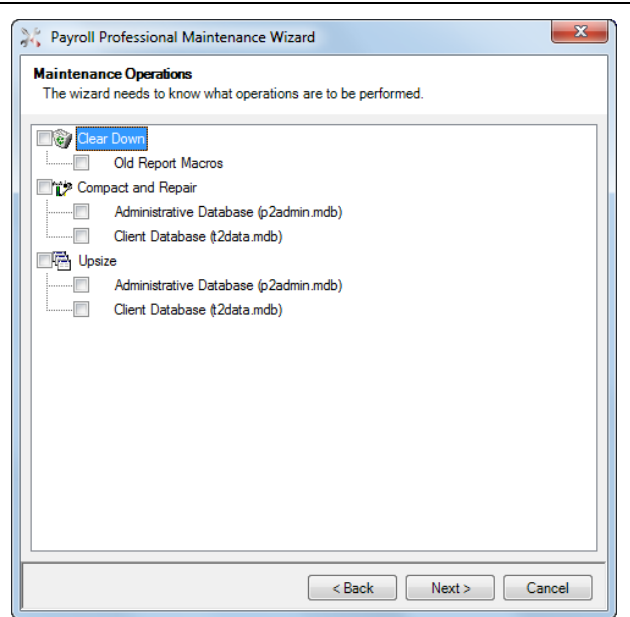 Payroll Professional Maintenance Wizard
Maintenance Operations
The wizard needs to know what operations are to be performed.
Clear Down
Old Report Macros
Compact and Repair
Administrative Database (p2admin.mdb)
Client Database (t2data.mdb)
Upsize
Administrative Database (p2admin.mdb)
Client Database (t2data.mdb)
< Back Next > Cancel